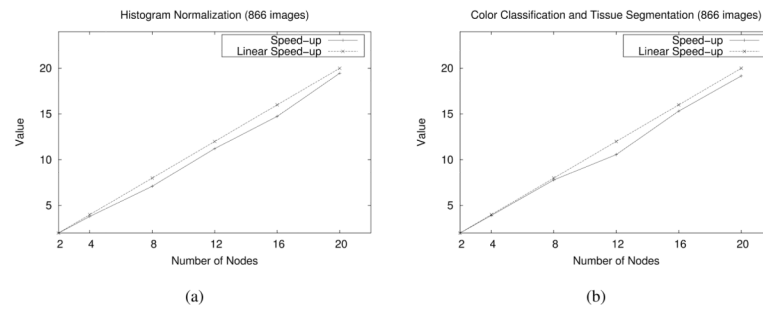 Histogram Normalization (866 images)
Speed-up
Linear Speed-up
20
15
10
5
Value
2 4 8 12 16 20
Number of Nodes
(a)
Color Classification and Tissue Segmentation (866 images)
Speed-up
Linear Speed-up
20
15
10
5
Value
2 4 8 12 16 20
Number of Nodes
(b)